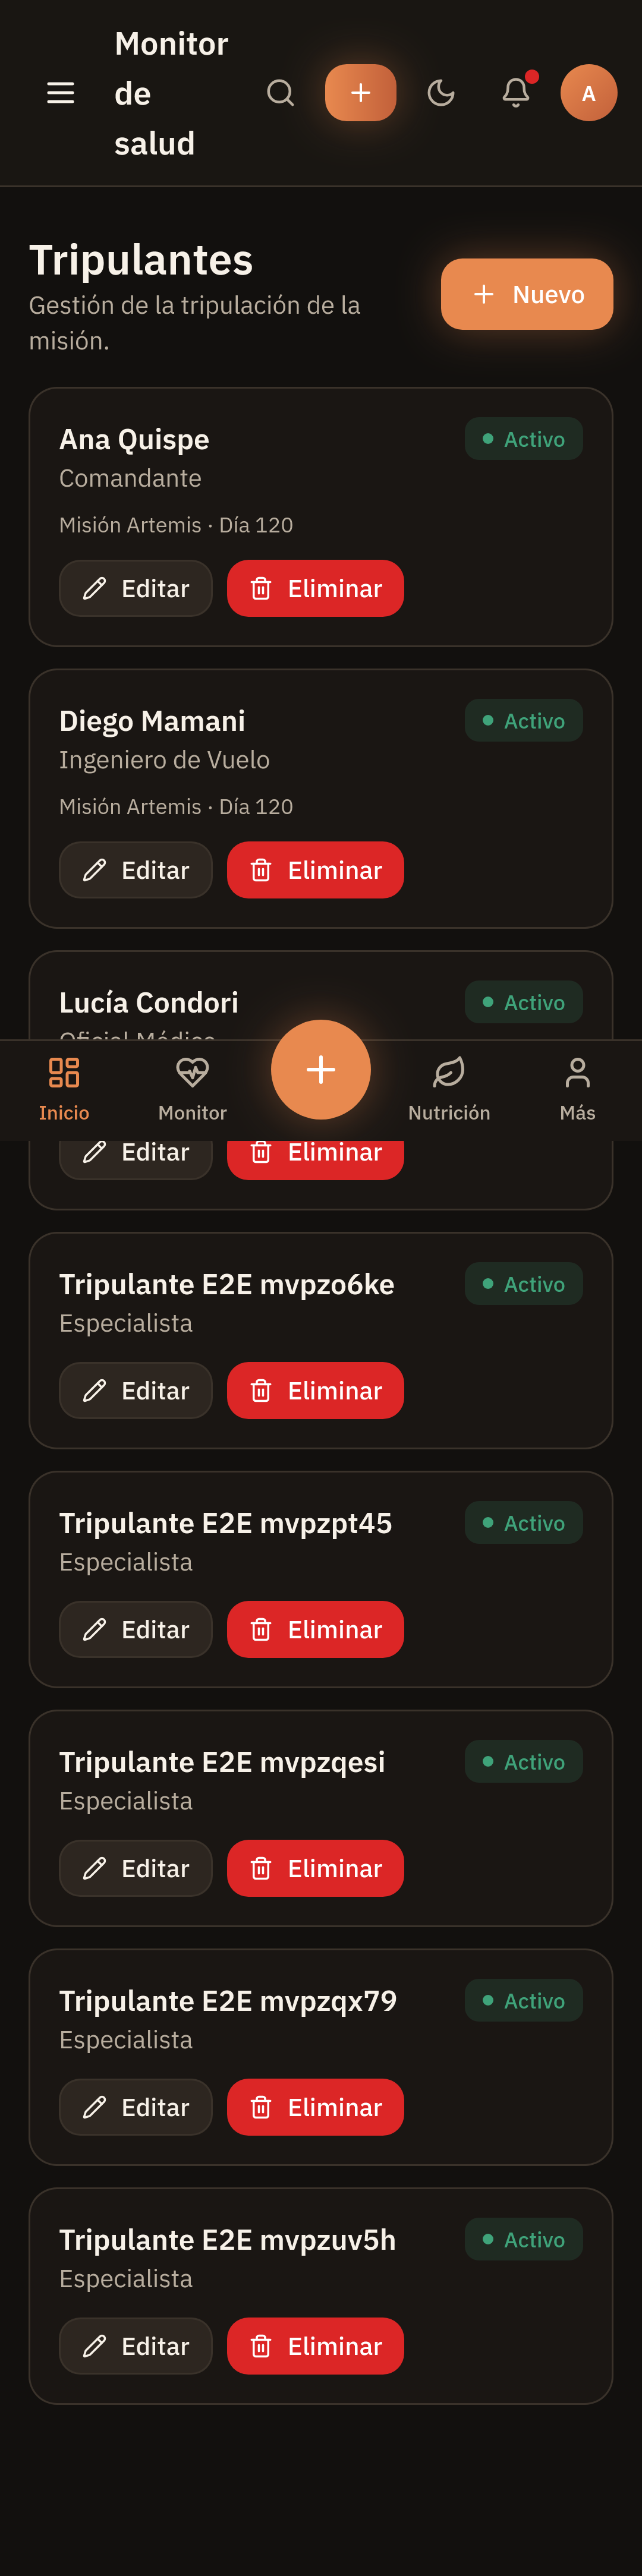 Monitor
de
salud
A
Tripulantes
Gestión de la tripulación de la
misión.
Nuevo
Ana Quispe
Activo
Comandante
Misión Artemis · Día 120
Editar
Eliminar
Diego Mamani
Activo
Ingeniero de Vuelo
Misión Artemis · Día 120
Editar
Eliminar
Lucía Condori
Activo
Oficial Médico
Inicio
Monitor
Nutrición
Más
Editar
Eliminar
Tripulante E2E mvpzo6ke
Activo
Especialista
Editar
Eliminar
Tripulante E2E mvpzpt45
Activo
Especialista
Editar
Eliminar
Tripulante E2E mvpzqesi
Activo
Especialista
Editar
Eliminar
Tripulante E2E mvpzqx79
Activo
Especialista
Editar
Eliminar
Tripulante E2E mvpzuv5h
Activo
Especialista
Editar
Eliminar